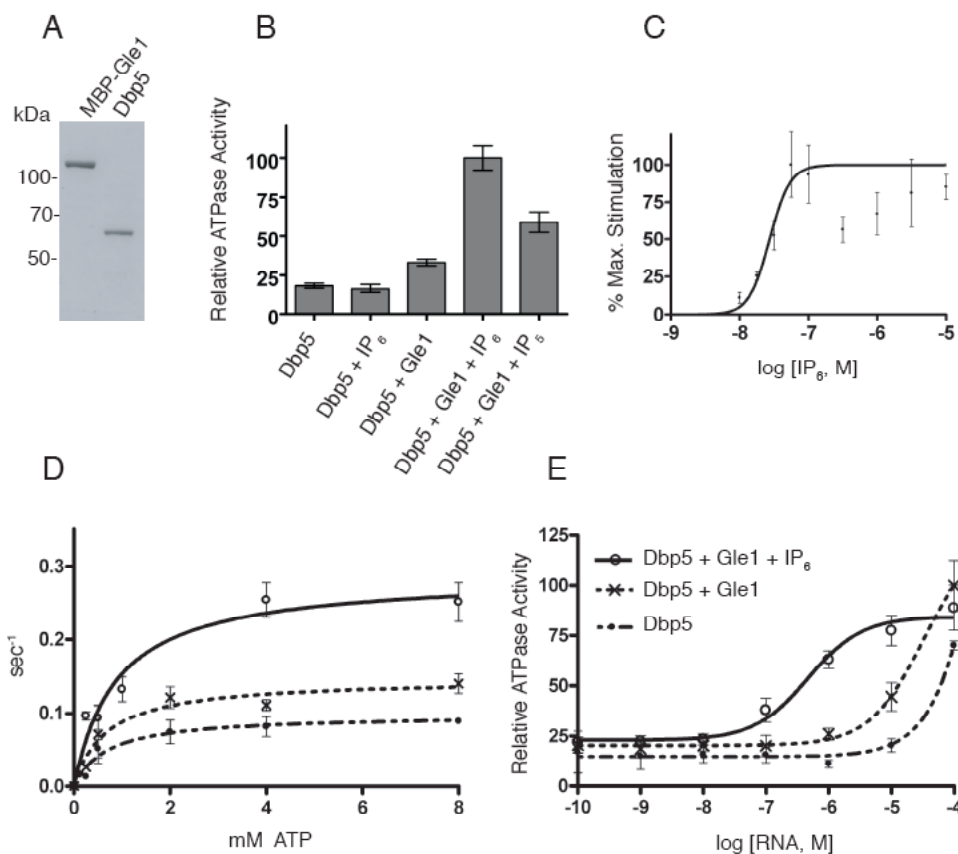 A
MBP-Gle1
Dbp5
kDa
100-
70-
50-
B
Relative ATPase Activity
100
75
50
25
0
Dbp5
Dbp5 + IP₆
Dbp5 + Gle1
Dbp5 + Gle1 + IP₆
Dbp5 + Gle1 + IP₅
C
% Max. Stimulation
100
75
50
25
0
-9
-8
-7
-6
-5
log [IP₆, M]
D
sec⁻¹
0.3
0.2
0.1
0.0
0
2
4
6
8
mM ATP
E
Relative ATPase Activity
125
100
75
50
25
0
Dbp5 + Gle1 + IP₆
Dbp5 + Gle1
Dbp5
-10
-9
-8
-7
-6
-5
-4
log [RNA, M]